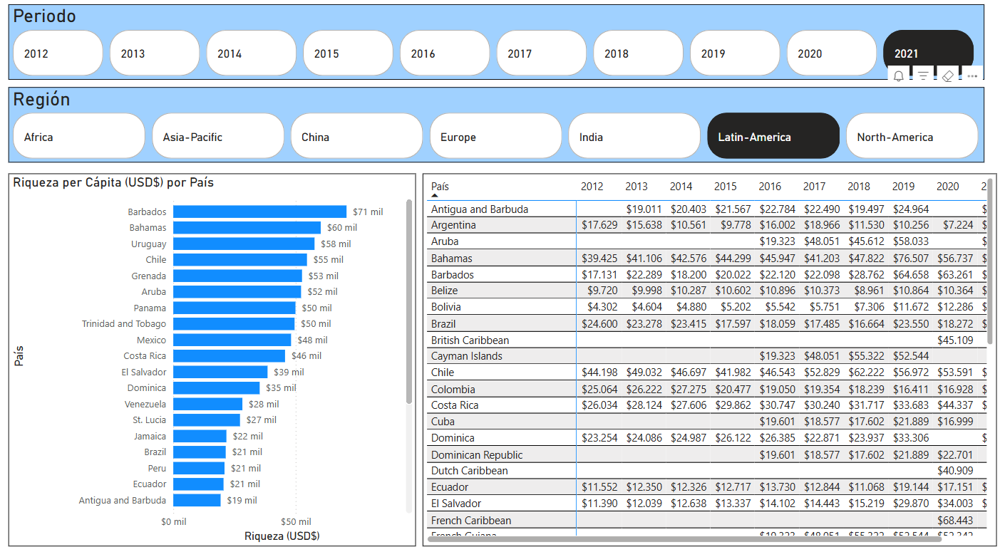 Periodo
2012 2013 2014 2015 2016 2017 2018 2019 2020 2021
Región
Africa Asia-Pacific China Europe India Latin-America North-America
Riqueza per Cápita (USD$) por País
Barbados $71 mil
Bahamas $60 mil
Uruguay $58 mil
Chile $55 mil
Grenada $53 mil
Aruba $52 mil
Panama $50 mil
Trinidad and Tobago $50 mil
Mexico $48 mil
Costa Rica $46 mil
El Salvador $39 mil
Dominica $35 mil
Venezuela $28 mil
St. Lucia $27 mil
Jamaica $22 mil
Brazil $21 mil
Peru $21 mil
Ecuador $21 mil
Antigua and Barbuda $19 mil
$0 mil $50 mil
Riqueza (USD$)
País
País 2012 2013 2014 2015 2016 2017 2018 2019 2020 2
Antigua and Barbuda $19.011 $20.403 $21.567 $22.784 $22.490 $19.497 $24.964 $
Argentina $17.629 $15.638 $10.561 $9.778 $16.002 $18.966 $11.530 $10.256 $7.224 $
Aruba $19.323 $48.051 $45.612 $58.033 $
Bahamas $39.425 $41.106 $42.576 $44.299 $45.947 $41.203 $47.822 $76.507 $56.737 $
Barbados $17.131 $22.289 $18.200 $20.022 $22.120 $22.098 $28.762 $64.658 $63.261 $
Belize $9.720 $9.998 $10.287 $10.602 $10.896 $10.373 $8.961 $10.864 $10.364 $
Bolivia $4.302 $4.604 $4.880 $5.202 $5.542 $5.751 $7.306 $11.672 $12.286 $
Brazil $24.600 $23.278 $23.415 $17.597 $18.059 $17.485 $16.664 $23.550 $18.272 $
British Caribbean $45.109
Cayman Islands $19.323 $48.051 $55.322 $52.544
Chile $44.198 $49.032 $46.697 $41.982 $46.543 $52.829 $62.222 $56.972 $53.591 $
Colombia $25.064 $26.222 $27.275 $20.477 $19.050 $19.354 $18.239 $16.411 $16.928 $
Costa Rica $26.034 $28.124 $27.606 $29.862 $30.747 $30.240 $31.717 $33.683 $44.337 $
Cuba $19.601 $18.577 $17.602 $21.889 $16.999
Dominica $23.254 $24.086 $24.987 $26.122 $26.385 $22.871 $23.937 $33.306 $
Dominican Republic $19.601 $18.577 $17.602 $21.889 $22.701
Dutch Caribbean $40.909
Ecuador $11.552 $12.350 $12.326 $12.717 $13.730 $12.844 $11.068 $19.144 $17.151 $
El Salvador $11.390 $12.039 $12.638 $13.337 $14.102 $14.443 $15.219 $29.870 $34.003 $
French Caribbean $68.443
French Guiana $19.323 $48.051 $55.322 $52.544